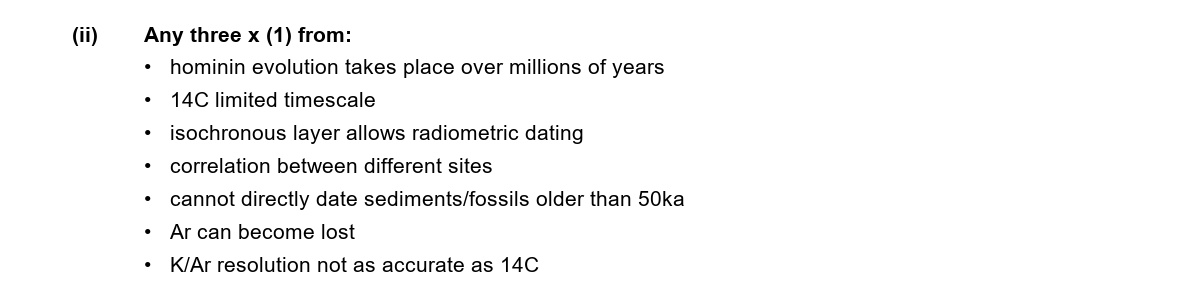 (ii) Any three x (1) from:
• hominin evolution takes place over millions of years
• 14C limited timescale
• isochronous layer allows radiometric dating
• correlation between different sites
• cannot directly date sediments/fossils older than 50ka
• Ar can become lost
• K/Ar resolution not as accurate as 14C